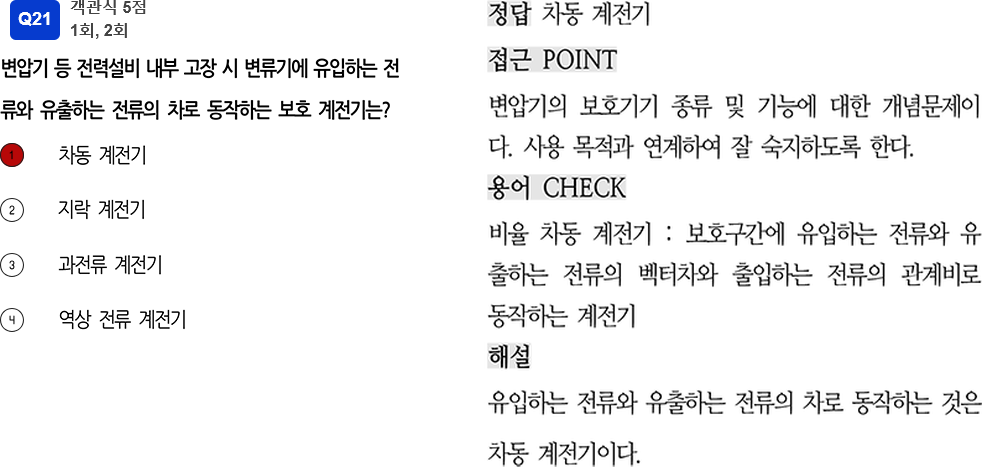 Q21
객관식 5점
1회, 2회
변압기 등 전력설비 내부 고장 시 변류기에 유입하는 전
류와 유출하는 전류의 차로 동작하는 보호 계전기는?
1 차동 계전기
2 지락 계전기
3 과전류 계전기
4 역상 전류 계전기
정답 차동 계전기
접근 POINT
변압기의 보호기기 종류 및 기능에 대한 개념문제이
다. 사용 목적과 연계하여 잘 숙지하도록 한다.
용어 CHECK
비율 차동 계전기 : 보호구간에 유입하는 전류와 유
출하는 전류의 벡터차와 출입하는 전류의 관계비로
동작하는 계전기
해설
유입하는 전류와 유출하는 전류의 차로 동작하는 것은
차동 계전기이다.